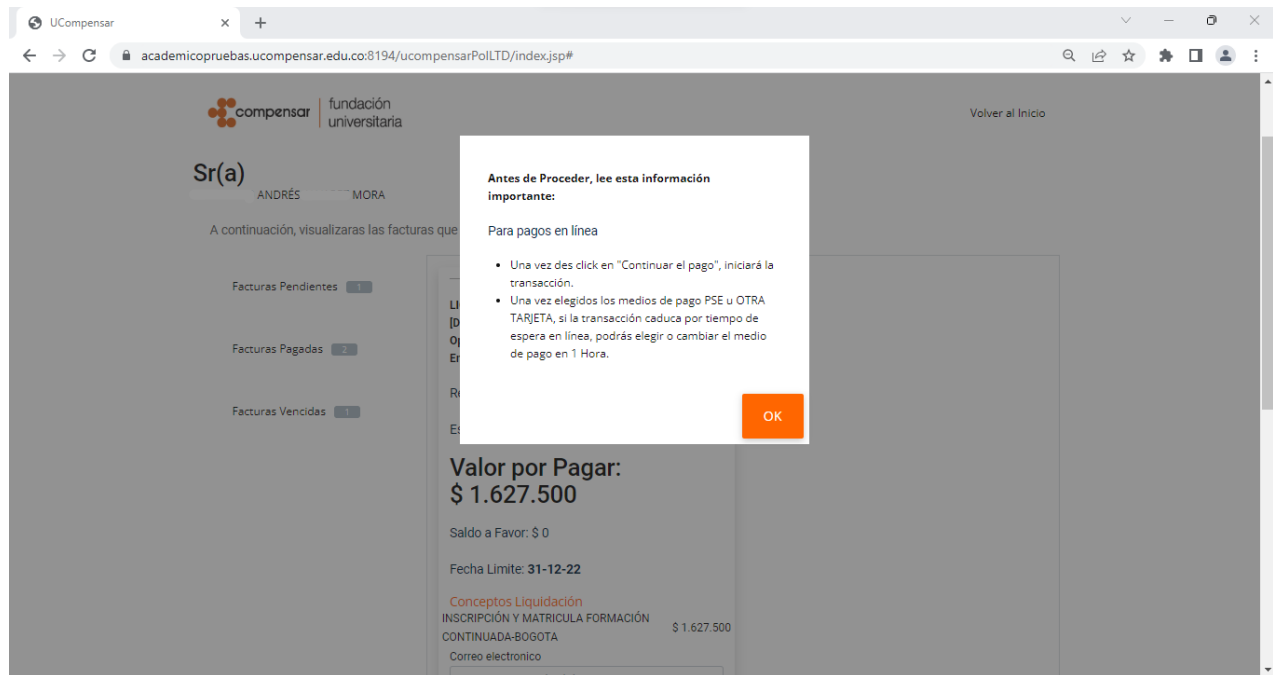 UCompensar
academicopruebas.ucompensar.edu.co:8194/ucompensarPolLTD/index.jsp#
compensar
fundación
universitaria
Volver al Inicio
Sr(a)
ANDRÉS MORA
A continuación, visualizaras las facturas que
Facturas Pendientes 1
Facturas Pagadas 2
Facturas Vencidas 1
Antes de Proceder, lee esta información
importante:
Para pagos en línea
• Una vez des click en "Continuar el pago", iniciará la
transacción.
• Una vez elegidos los medios de pago PSE u OTRA
TARJETA, si la transacción caduca por tiempo de
espera en línea, podrás elegir o cambiar el medio
de pago en 1 Hora.
OK
Valor por Pagar:
$ 1.627.500
Saldo a Favor: $ 0
Fecha Limite: 31-12-22
Conceptos Liquidación
INSCRIPCIÓN Y MATRICULA FORMACIÓN
CONTINUADA-BOGOTA
$ 1.627.500
Correo electronico